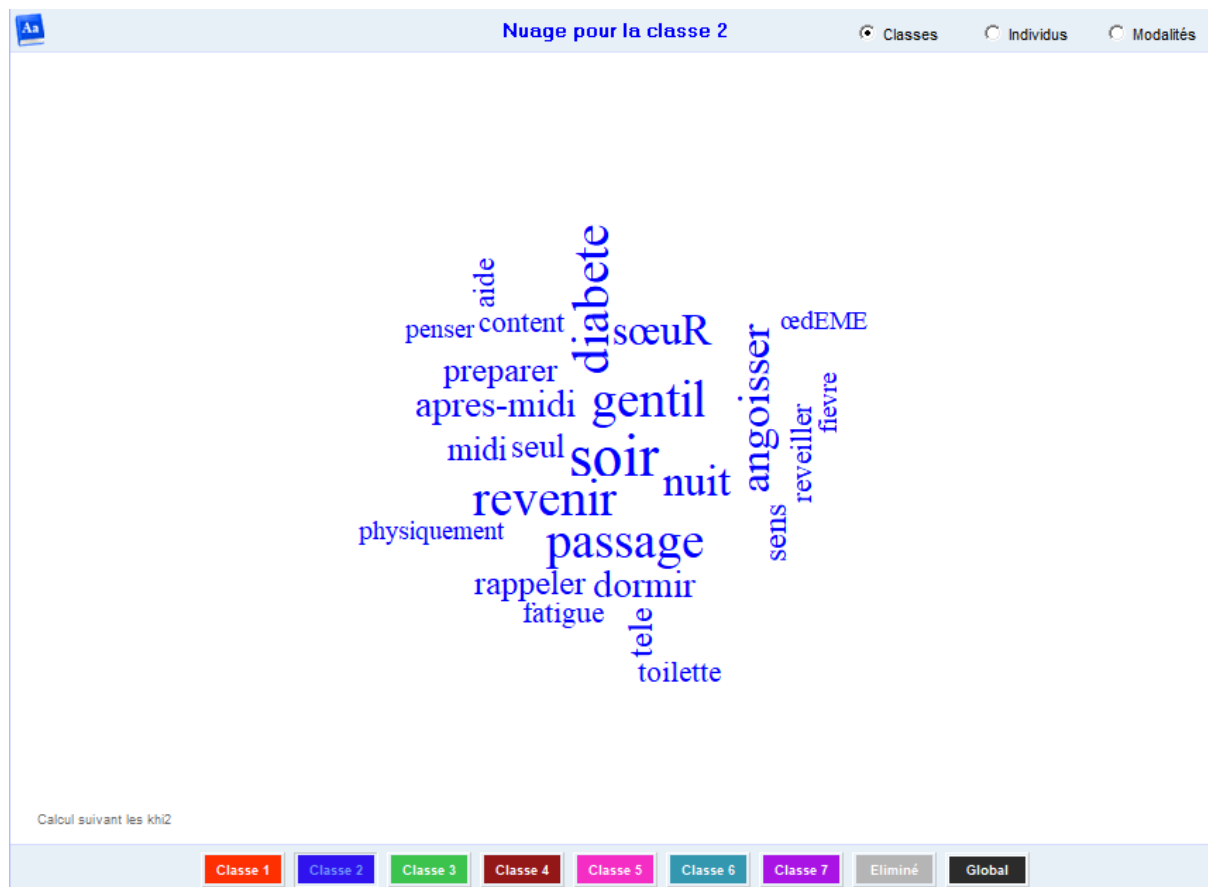 Aa
Nuage pour la classe 2
Classes
Individus
Modalités
diabete
aide
œdEME
penser
content
sœuR
angoisser
preparer
fievre
apres-midi
gentil
reveiller
midi
seul
soir
nuit
revenir
sens
physiquement
passage
rappeler
dormir
fatigue
tele
toilette
Calcul suivant les khi2
Classe 1
Classe 2
Classe 3
Classe 4
Classe 5
Classe 6
Classe 7
Eliminé
Global